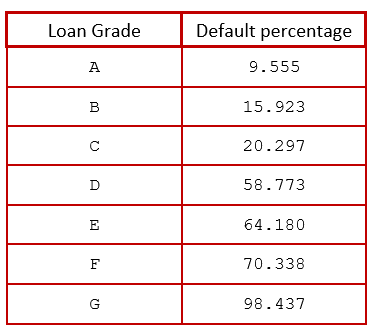 Loan Grade Default percentage
A 9.555
B 15.923
C 20.297
D 58.773
E 64.180
F 70.338
G 98.437